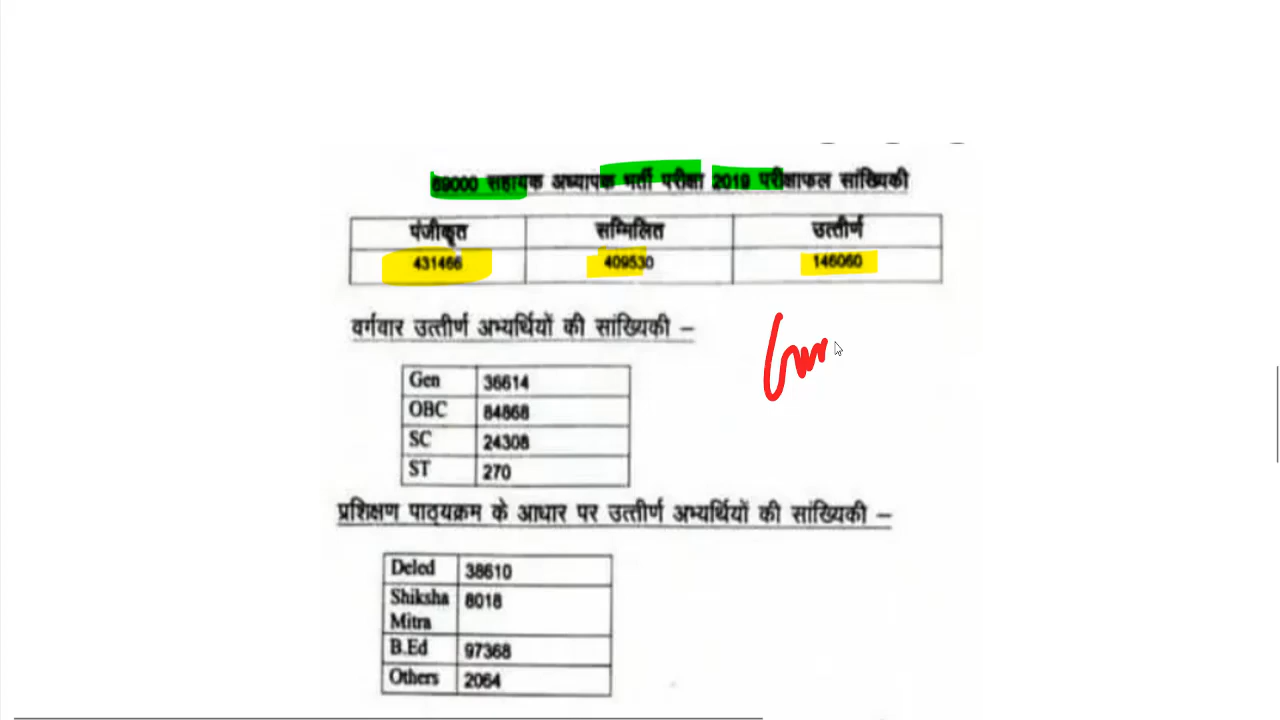 69000 सहायक अध्यापक भर्ती परीक्षा 2019 परीक्षाफल सांख्यिकी
पंजीकृत सम्मिलित उत्तीर्ण
431466 409530 146060
वर्गवार उत्तीर्ण अभ्यर्थियों की सांख्यिकी –
Gen 36614
OBC 84868
SC 24308
ST 270
प्रशिक्षण पाठ्यक्रम के आधार पर उत्तीर्ण अभ्यर्थियों की सांख्यिकी –
Deled 38610
Shiksha 8018
Mitra
B.Ed 97368
Others 2064